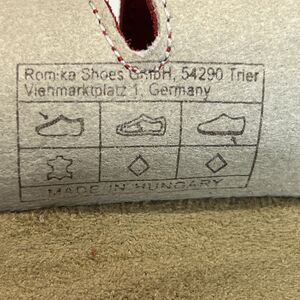 Romika Shoes GmbH, 54290 Trier
Viehmarktplatz 1, Germany
MADE IN HUNGARY